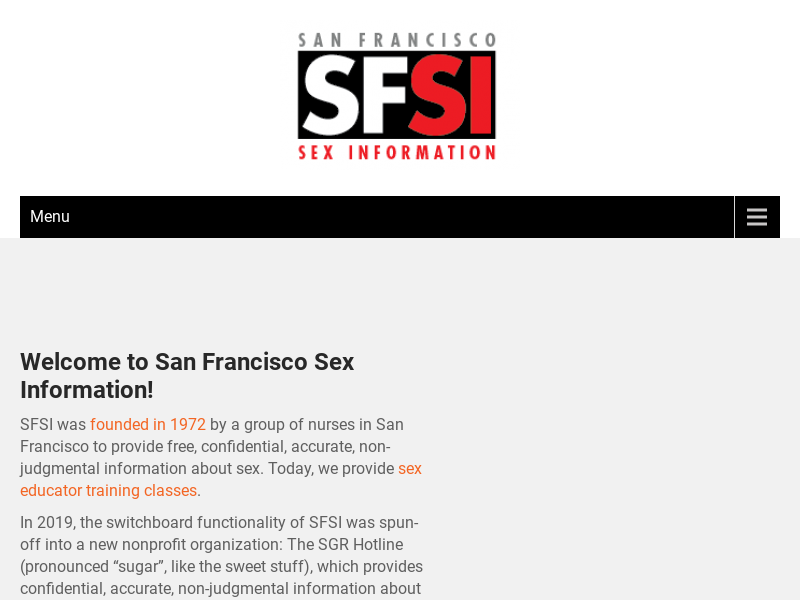 SAN FRANCISCO
SFSI
SEX INFORMATION
Menu
Welcome to San Francisco Sex
Information!
SFSI was founded in 1972 by a group of nurses in San
Francisco to provide free, confidential, accurate, non-
judgmental information about sex. Today, we provide sex
educator training classes.
In 2019, the switchboard functionality of SFSI was spun-
off into a new nonprofit organization: The SGR Hotline
(pronounced “sugar”, like the sweet stuff), which provides
confidential, accurate, non-judgmental information about